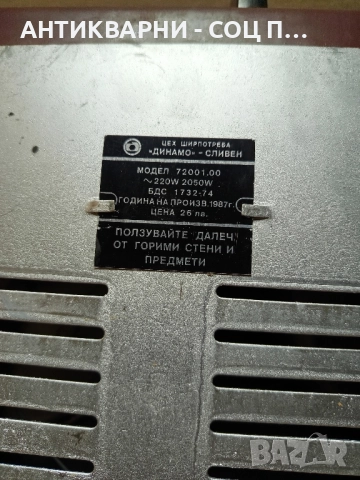 АНТИКВАРНИ - СОЦ П...
ЦЕХ ШИРПОТРЕБА
"ДИНАМО" - СЛИВЕН
МОДЕЛ 72001.00
~220W 2050W
БДС 1732-74
ГОДИНА НА ПРОИЗВ.1987г.
ЦЕНА 26 лв.
ПОЛЗУВАЙТЕ ДАЛЕЧ
ОТ ГОРИМИ СТЕНИ И
ПРЕДМЕТИ
BAZAR